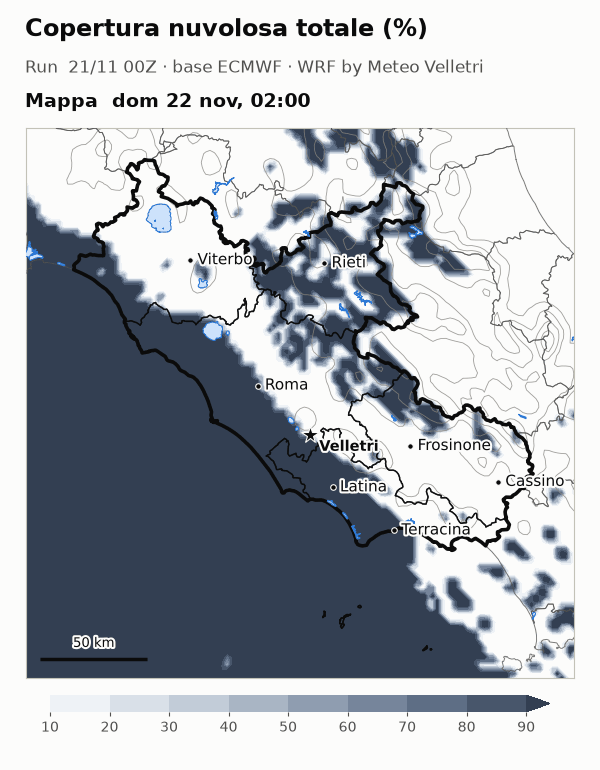 Copertura nuvolosa totale (%)
Run  21/11 00Z · base ECMWF · WRF by Meteo Velletri
Mappa  dom 22 nov, 02:00
Viterbo
Rieti
Roma
Velletri
Frosinone
Latina
Cassino
Terracina
50 km
10 20 30 40 50 60 70 80 90